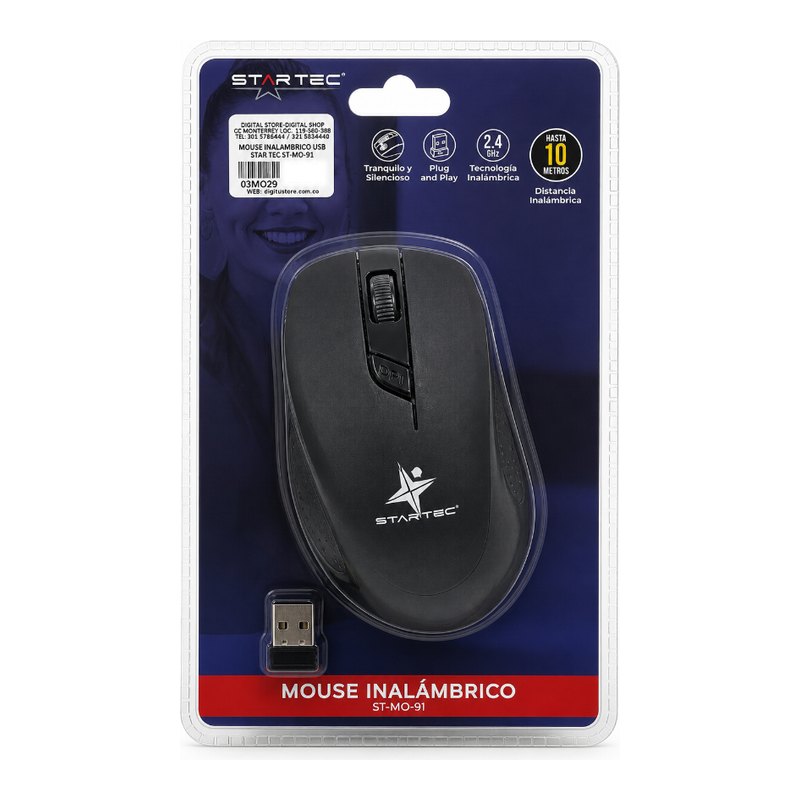 STARTEC®
DIGITAL STORE-DIGITAL SHOP
CC MONTERREY LOC. 119-580-388
TEL: 301 5786444 / 321 5834440
MOUSE INALAMBRICO USB
STAR TEC ST-MO-91
03MO29
WEB: digitustore.com.co
Tranquilo y
Silencioso
Plug
and Play
2.4
GHz
Tecnología
Inalámbrica
HASTA
10
METROS
Distancia
Inalámbrica
DPI
STARTEC®
MOUSE INALÁMBRICO
ST-MO-91